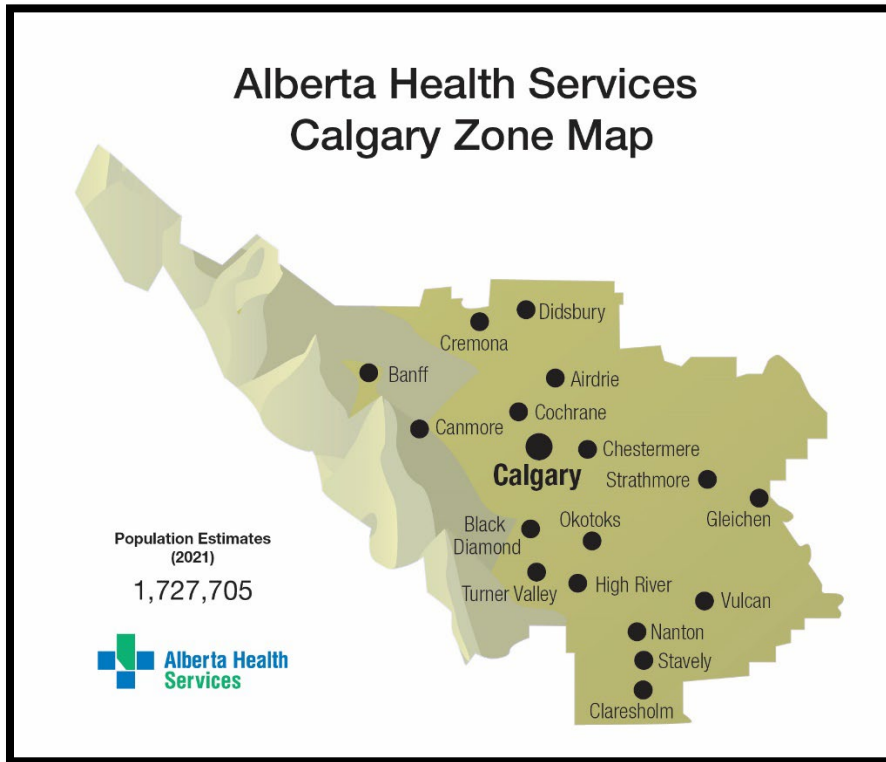 Alberta Health Services
Calgary Zone Map
Didsbury
Cremona
Banff
Airdrie
Cochrane
Canmore
Chestermere
Calgary
Strathmore
Gleichen
Black
Diamond
Okotoks
Turner Valley
High River
Vulcan
Nanton
Stavely
Claresholm
Population Estimates
(2021)
1,727,705
Alberta Health
Services